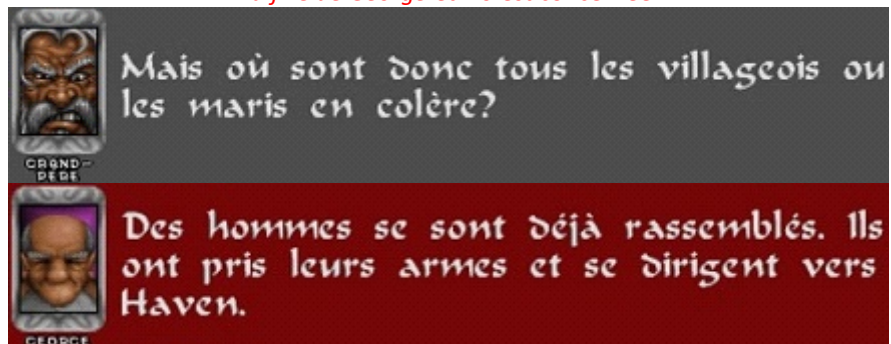 Mais où sont donc tous les villageois ou
les maris en colère?
GRAND-
PERE
Des hommes se sont déjà rassemblés. Ils
ont pris leurs armes et se dirigent vers
Haven.
GEORGE